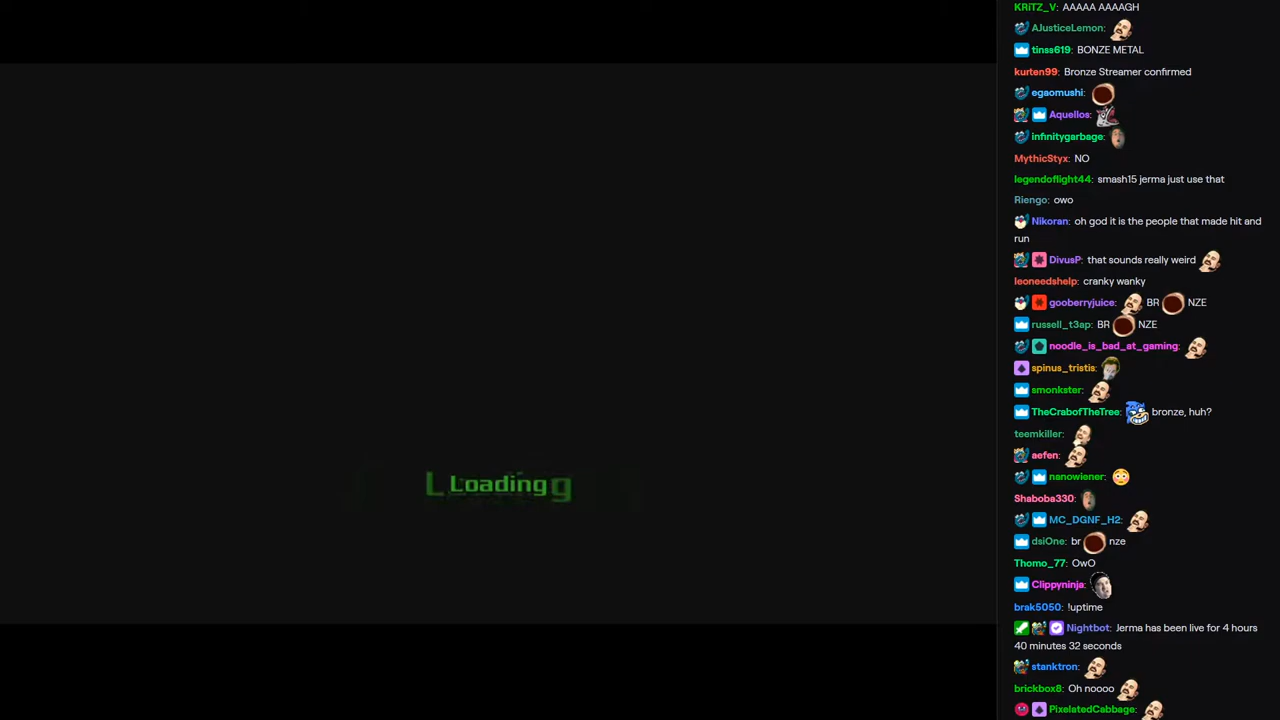 KRiTZ_V: AAAAA AAAAGH
AJusticeLemon:
tinss619: BONZE METAL
kurten99: Bronze Streamer confirmed
egaomushi:
Aquellos:
infinitygarbage:
MythicStyx: NO
legendoflight44: smash15 jerma just use that
Riengo: owo
Nikoran: oh god it is the people that made hit and
run
DivusP: that sounds really weird
leoneedshelp: cranky wanky
gooberryjuice: BR NZE
russell_t3ap: BR NZE
noodle_is_bad_at_gaming:
spinus_tristis:
smonkster:
TheCrabofTheTree: bronze, huh?
teemkiller:
aefen:
nanowiener:
Shaboba330:
MC_DGNF_H2:
dsiOne: br nze
Thomo_77: OwO
Clippyninja:
brak5050: !uptime
Nightbot: Jerma has been live for 4 hours
40 minutes 32 seconds
stanktron:
brickbox8: Oh noooo
PixelatedCabbage:
L Loading g